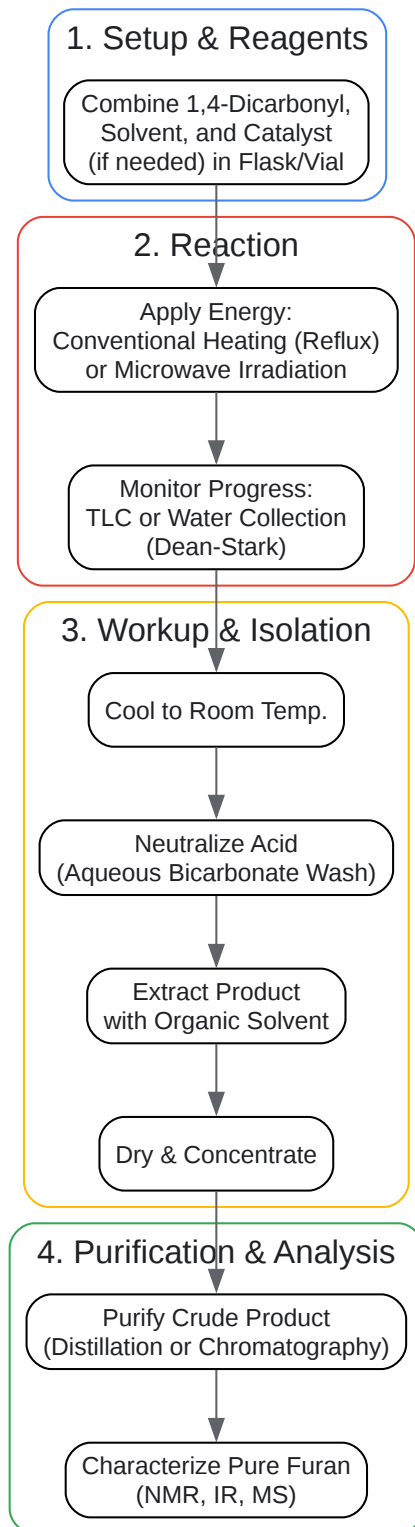 1. Setup & Reagents
Combine 1,4-Dicarbonyl,
Solvent, and Catalyst
(if needed) in Flask/Vial
2. Reaction
Apply Energy:
Conventional Heating (Reflux)
or Microwave Irradiation
Monitor Progress:
TLC or Water Collection
(Dean-Stark)
3. Workup & Isolation
Cool to Room Temp.
Neutralize Acid
(Aqueous Bicarbonate Wash)
Extract Product
with Organic Solvent
Dry & Concentrate
4. Purification & Analysis
Purify Crude Product
(Distillation or Chromatography)
Characterize Pure Furan
(NMR, IR, MS)